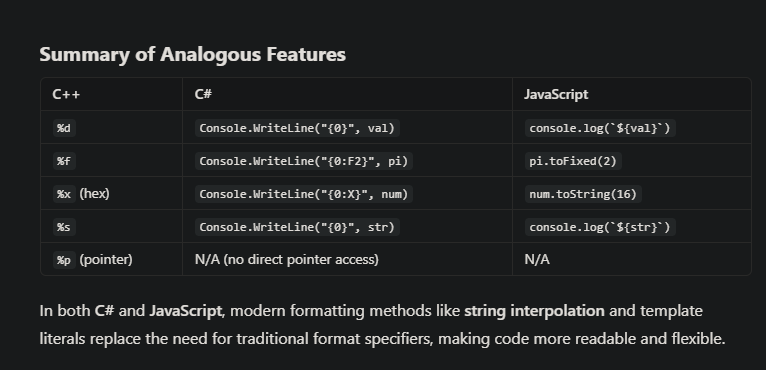 Summary of Analogous Features
C++ C# JavaScript
%d Console.WriteLine("{0}", val) console.log(`${val}`)
%f Console.WriteLine("{0:F2}", pi) pi.toFixed(2)
%x (hex) Console.WriteLine("{0:X}", num) num.toString(16)
%s Console.WriteLine("{0}", str) console.log(`${str}`)
%p (pointer) N/A (no direct pointer access) N/A
In both C# and JavaScript, modern formatting methods like string interpolation and template
literals replace the need for traditional format specifiers, making code more readable and flexible.